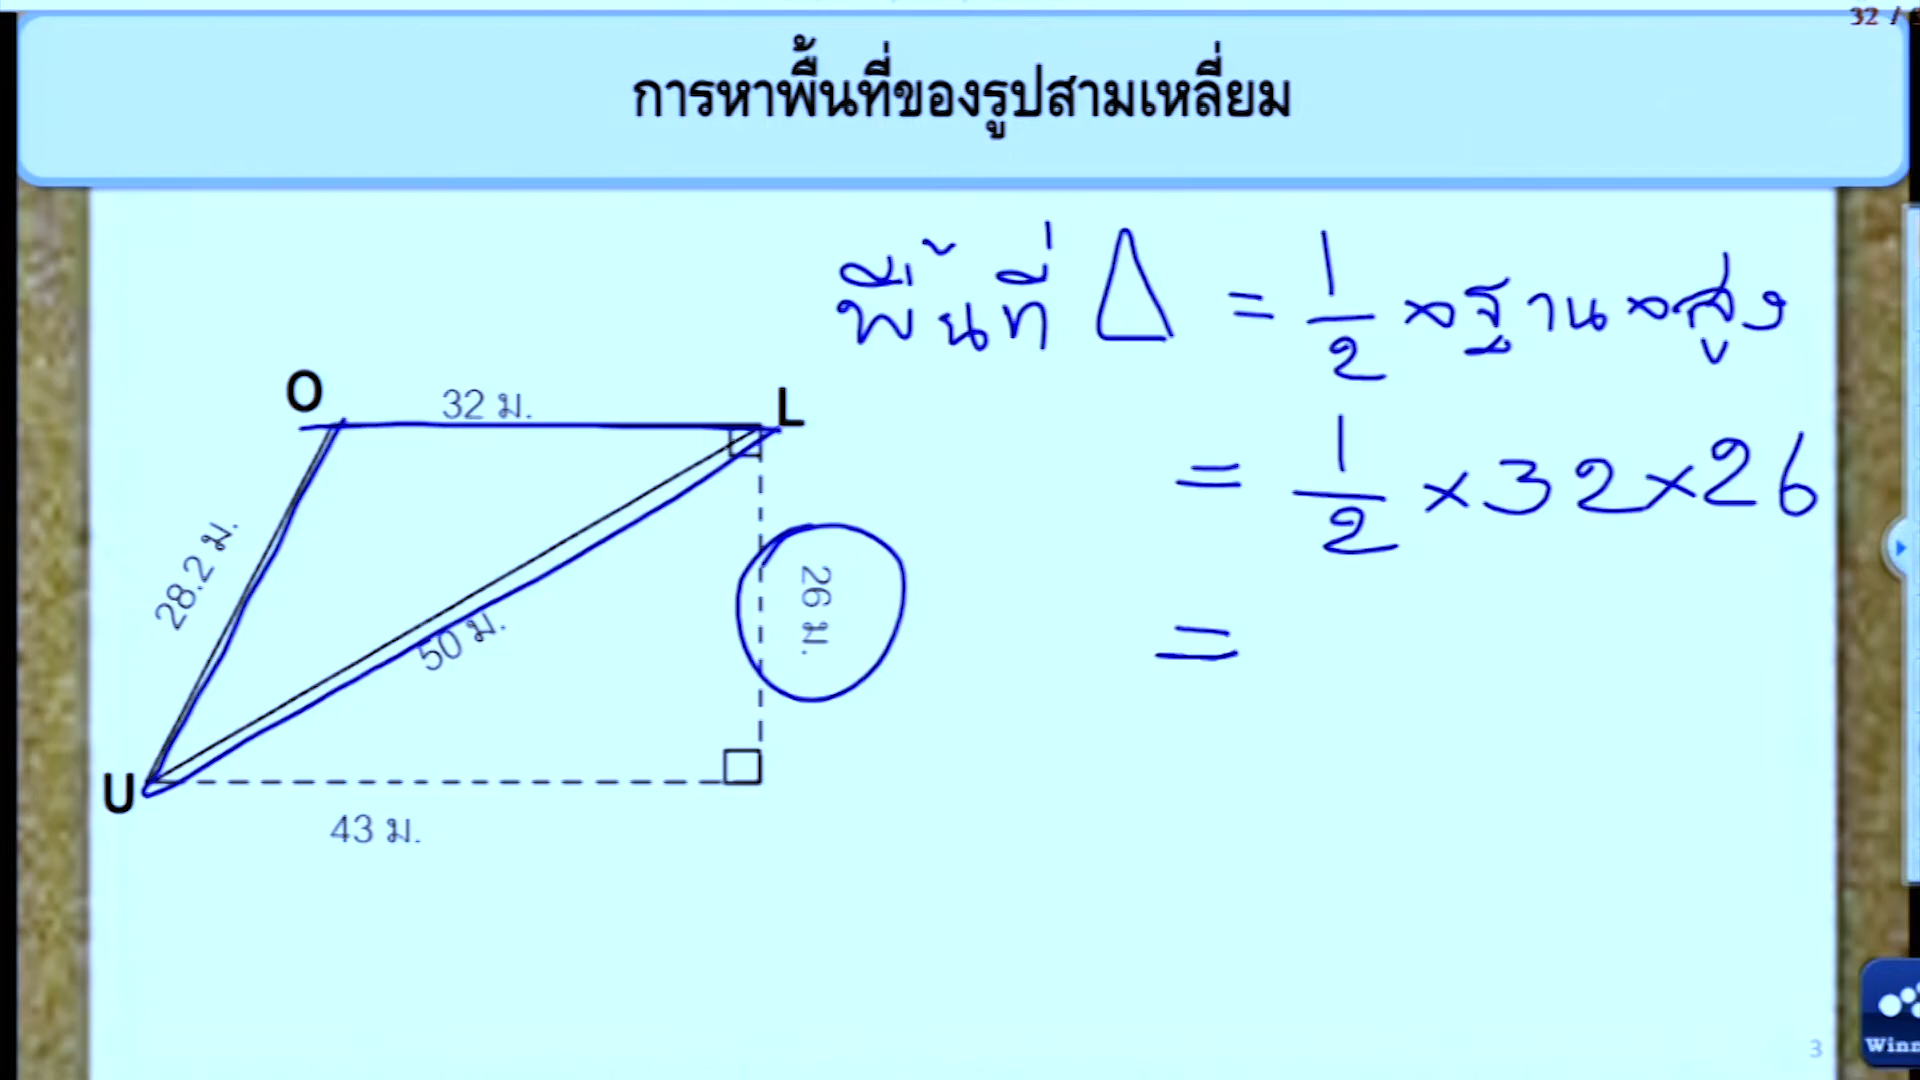 32 /
การหาพื้นที่ของรูปสามเหลี่ยม
พื้นที่ △ = 1/2 × ฐาน × สูง
= 1/2 × 32 × 26
=
O
32 ม.
L
28.2 ม.
50 ม.
26 ม.
U
43 ม.
3